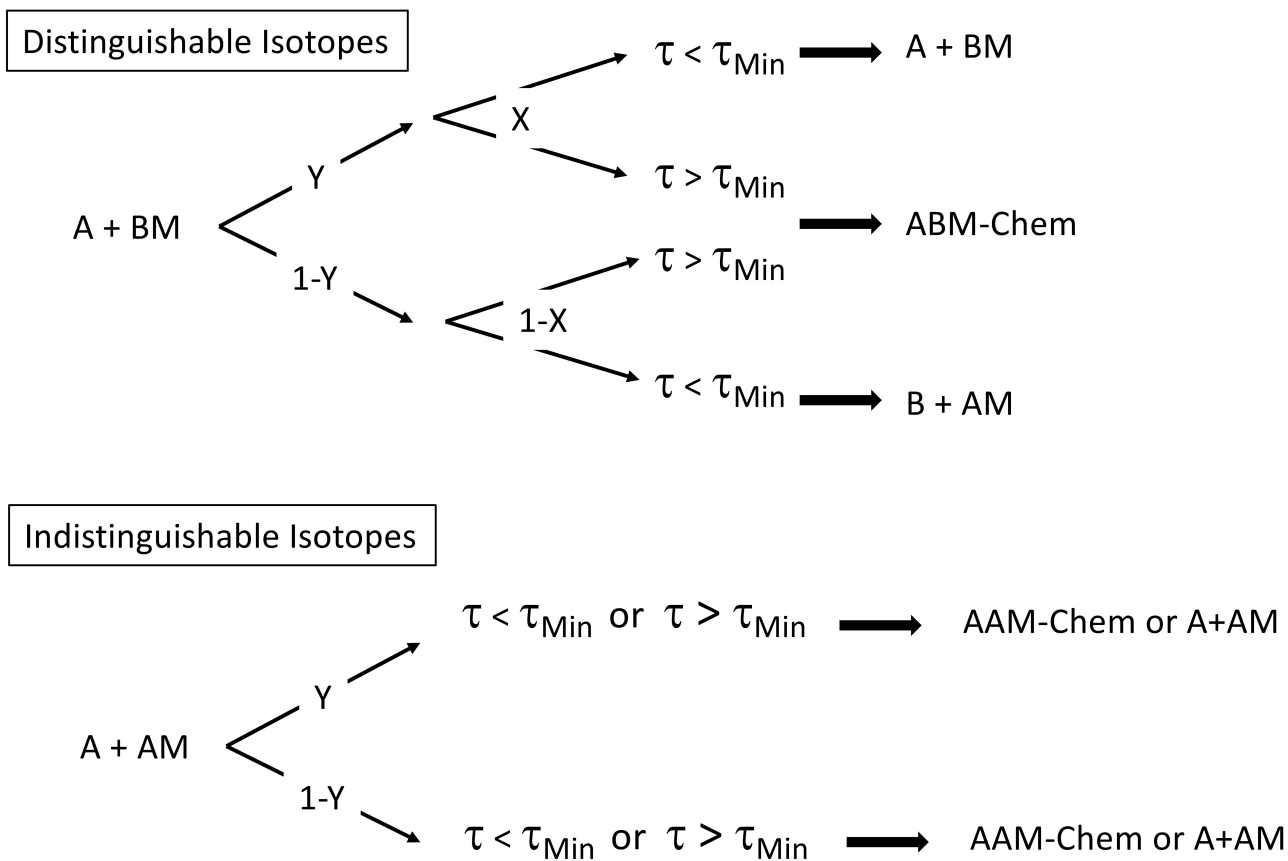 Distinguishable Isotopes
τ < τMin
A + BM
X
τ > τMin
Y
A + BM
ABM-Chem
τ > τMin
1-Y
1-X
τ < τMin
B + AM
Indistinguishable Isotopes
τ < τMin or τ > τMin
AAM-Chem or A+AM
Y
A + AM
1-Y
τ < τMin or τ > τMin
AAM-Chem or A+AM